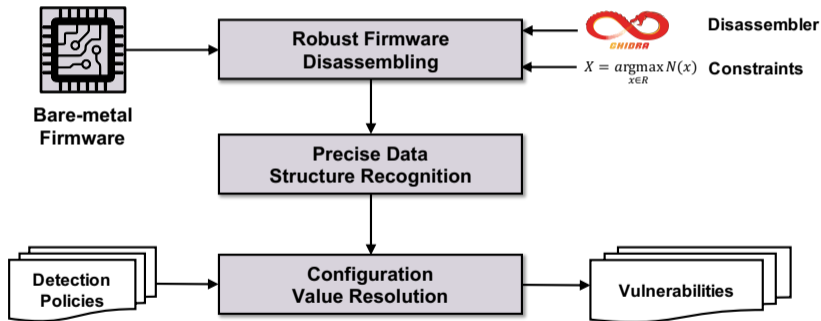 Bare-metal
Firmware
Robust Firmware
Disassembling
GHIDRA
Disassembler
X = argmax N(x)
x∈R
Constraints
Precise Data
Structure Recognition
Detection
Policies
Configuration
Value Resolution
Vulnerabilities